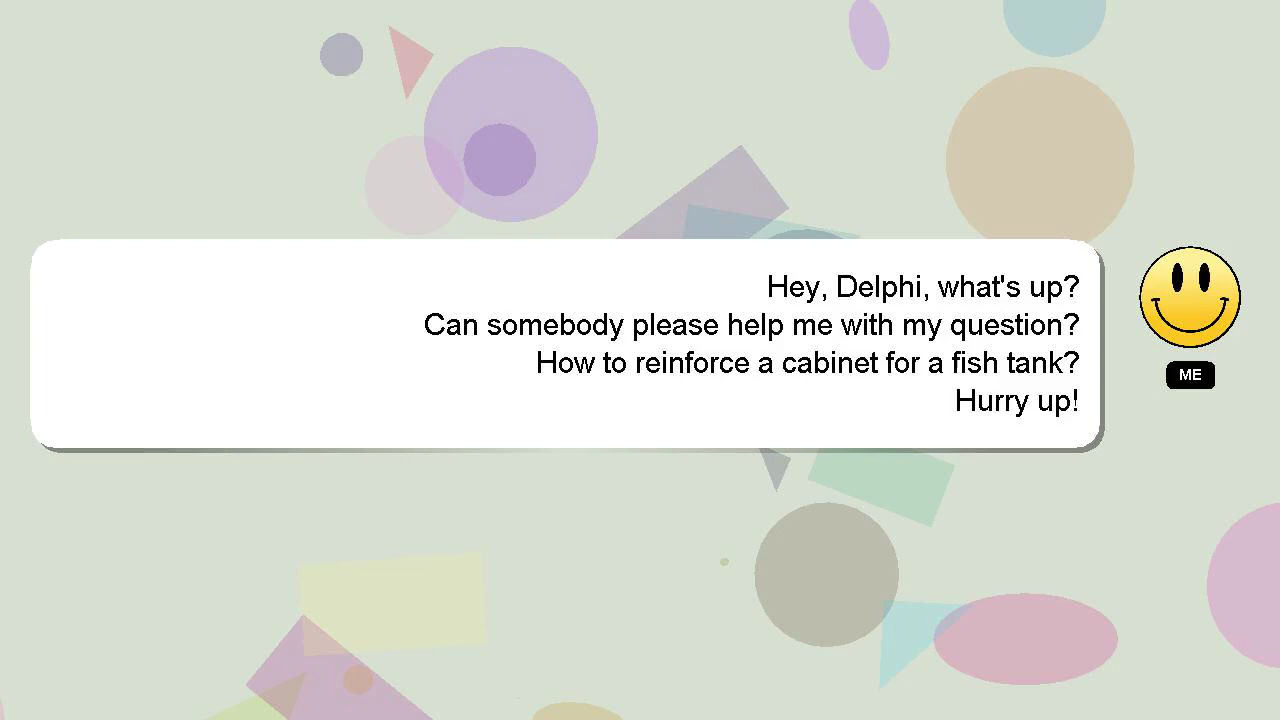 Hey, Delphi, what's up?
Can somebody please help me with my question?
How to reinforce a cabinet for a fish tank?
Hurry up!
ME